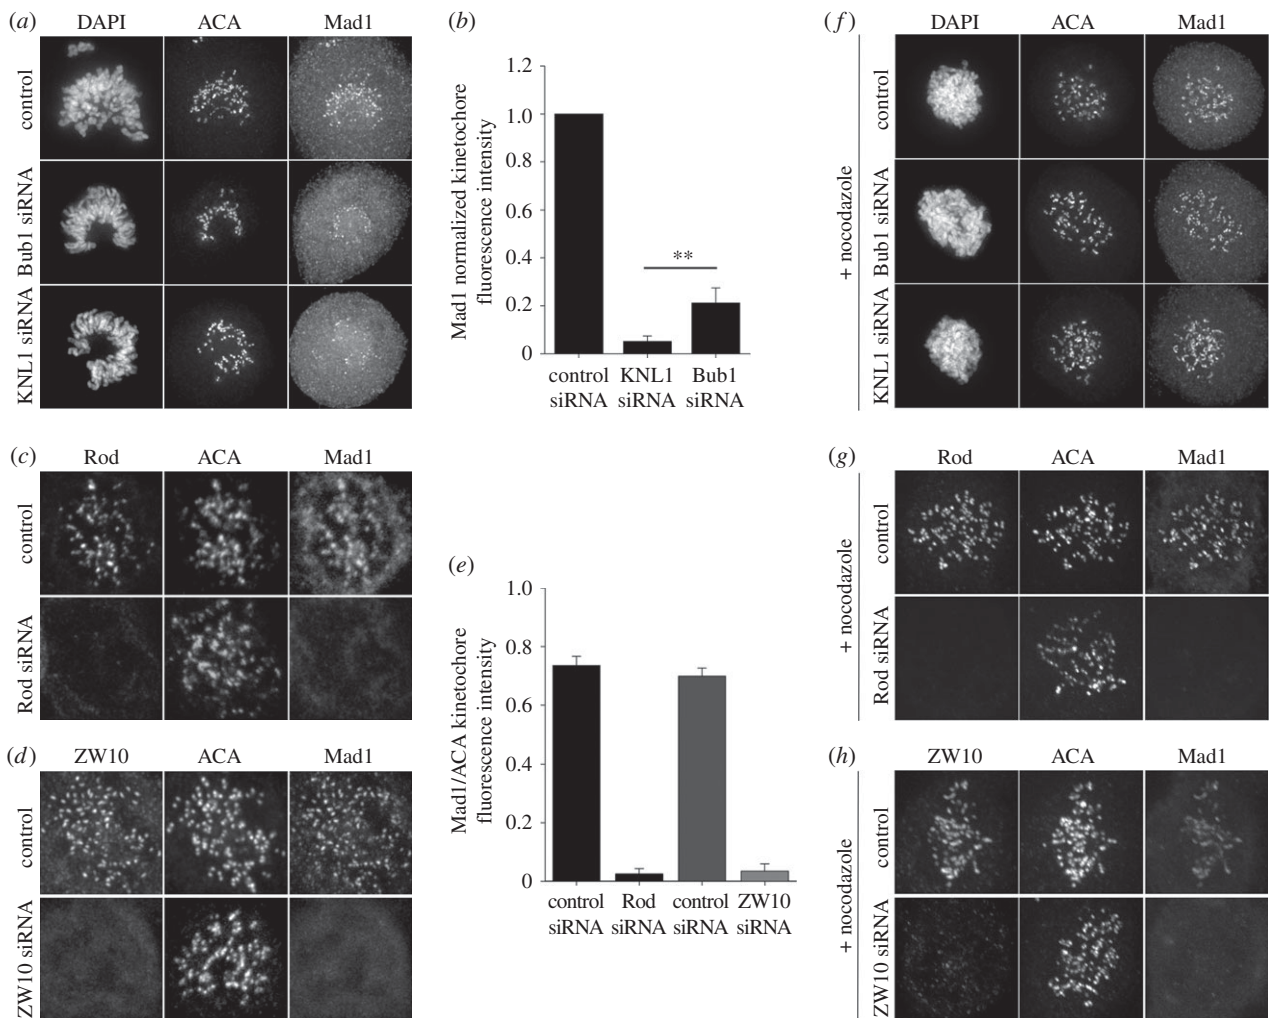 (a)
DAPI ACA Mad1
control
Bub1 siRNA
KNL1 siRNA
(b)
Mad1 normalized kinetochore
fluorescence intensity
1.2
1.0
0.8
0.6
0.4
0.2
0
**
control KNL1 Bub1
siRNA siRNA siRNA
(c)
Rod ACA Mad1
control
Rod siRNA
(d)
ZW10 ACA Mad1
control
ZW10 siRNA
(e)
Mad1/ACA kinetochore
fluorescence intensity
1.0
0.8
0.6
0.4
0.2
0
control Rod control ZW10
siRNA siRNA siRNA siRNA
(f)
DAPI ACA Mad1
+ nocodazole
control
Bub1 siRNA
KNL1 siRNA
(g)
Rod ACA Mad1
+ nocodazole
control
Rod siRNA
(h)
ZW10 ACA Mad1
+ nocodazole
control
ZW10 siRNA